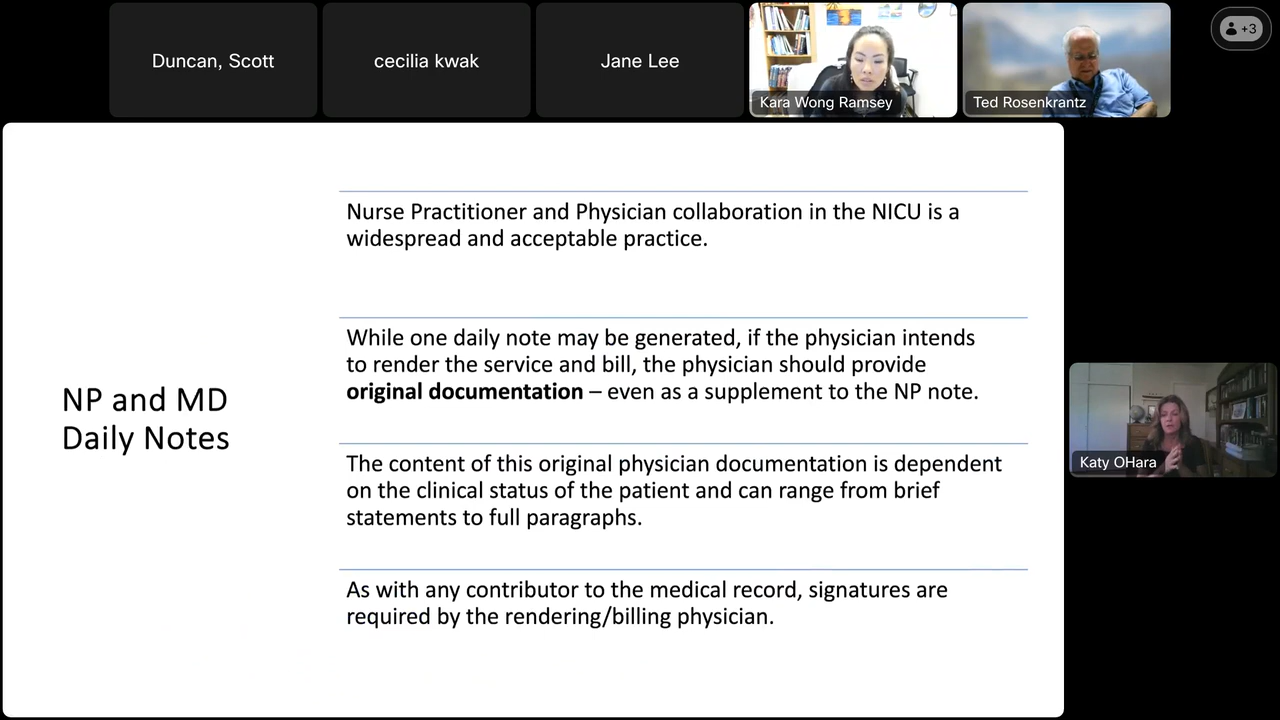 Duncan, Scott
cecilia kwak
Jane Lee
Kara Wong Ramsey
Ted Rosenkrantz
+3
NP and MD
Daily Notes
Nurse Practitioner and Physician collaboration in the NICU is a
widespread and acceptable practice.
While one daily note may be generated, if the physician intends
to render the service and bill, the physician should provide
original documentation – even as a supplement to the NP note.
The content of this original physician documentation is dependent
on the clinical status of the patient and can range from brief
statements to full paragraphs.
As with any contributor to the medical record, signatures are
required by the rendering/billing physician.
Katy OHara